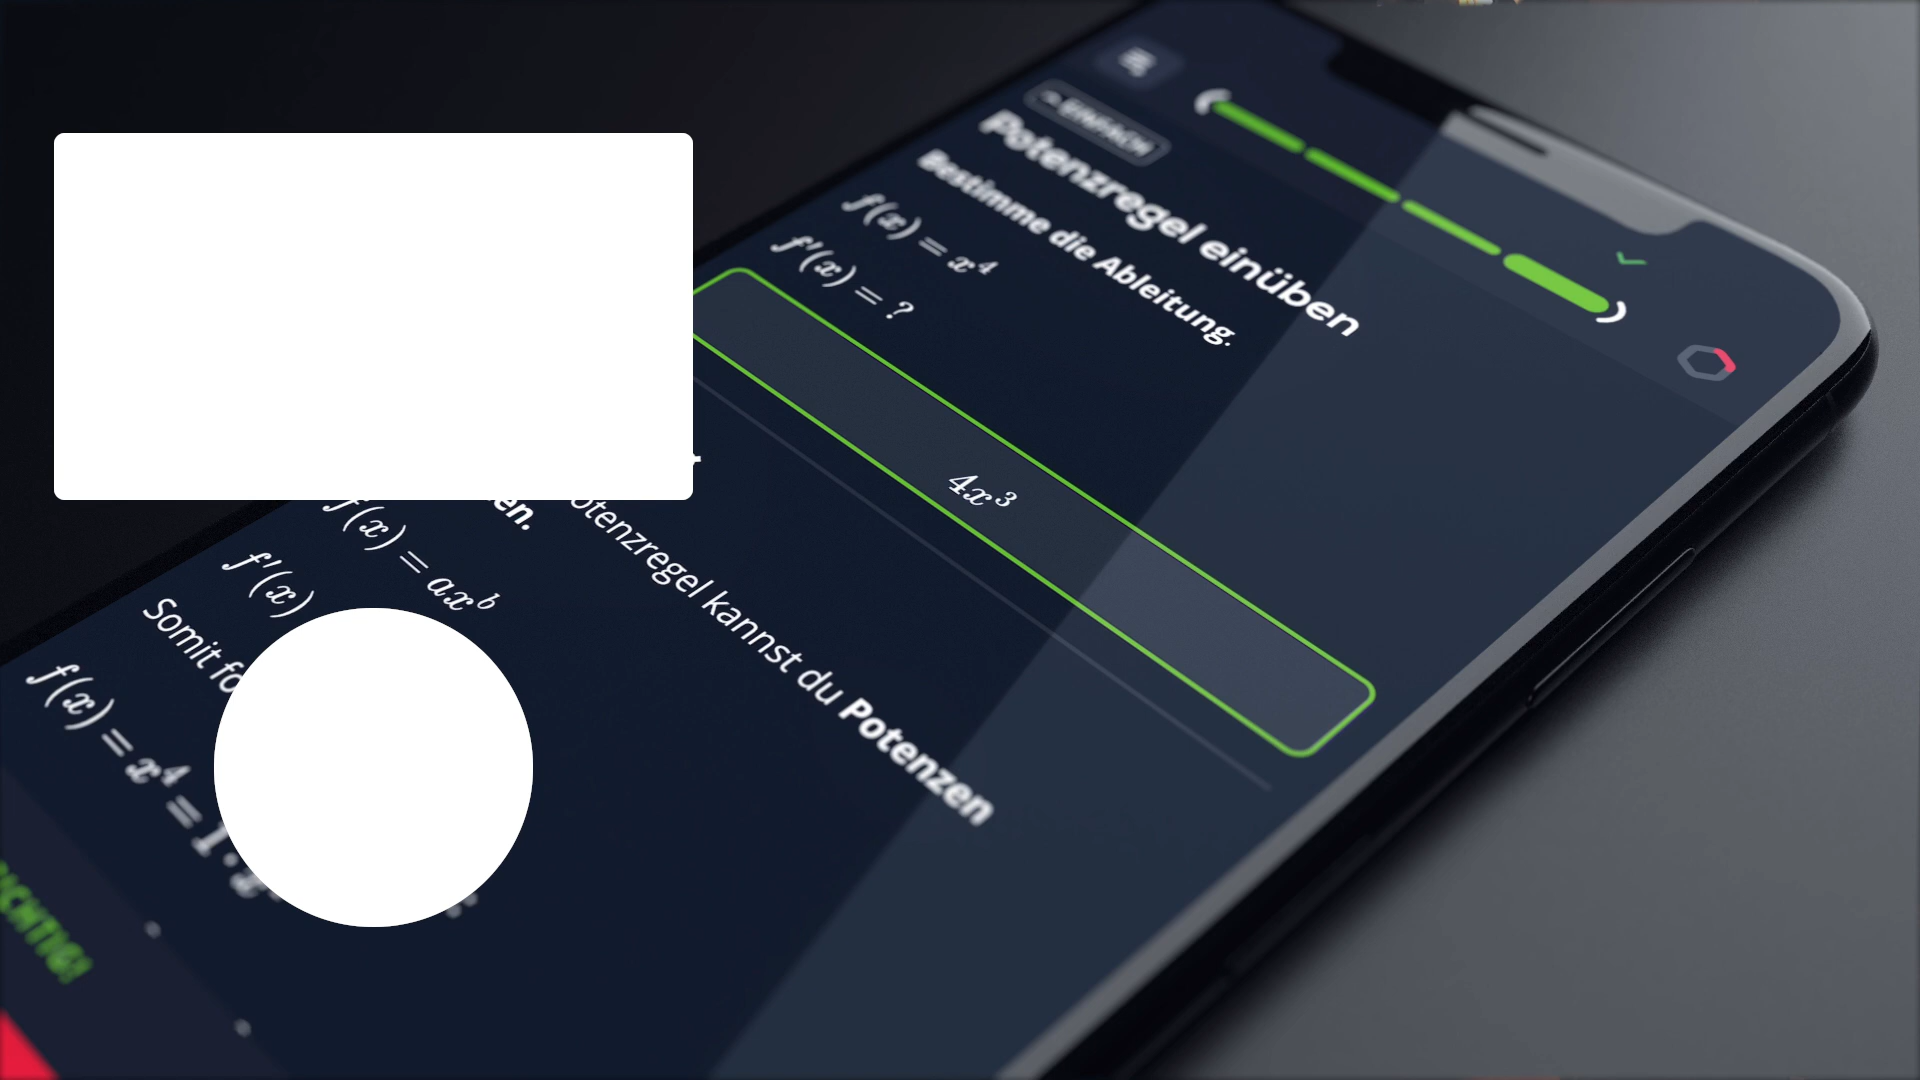 EINFACH
Potenzregel einüben
Bestimme die Ableitung.
f(x) = x⁴
f'(x) = ?
4x³
otenzregel kannst du Potenzen
en.
f(x) = axᵇ
f'(x)
Somit fo
f(x) = x⁴ = 1 · x